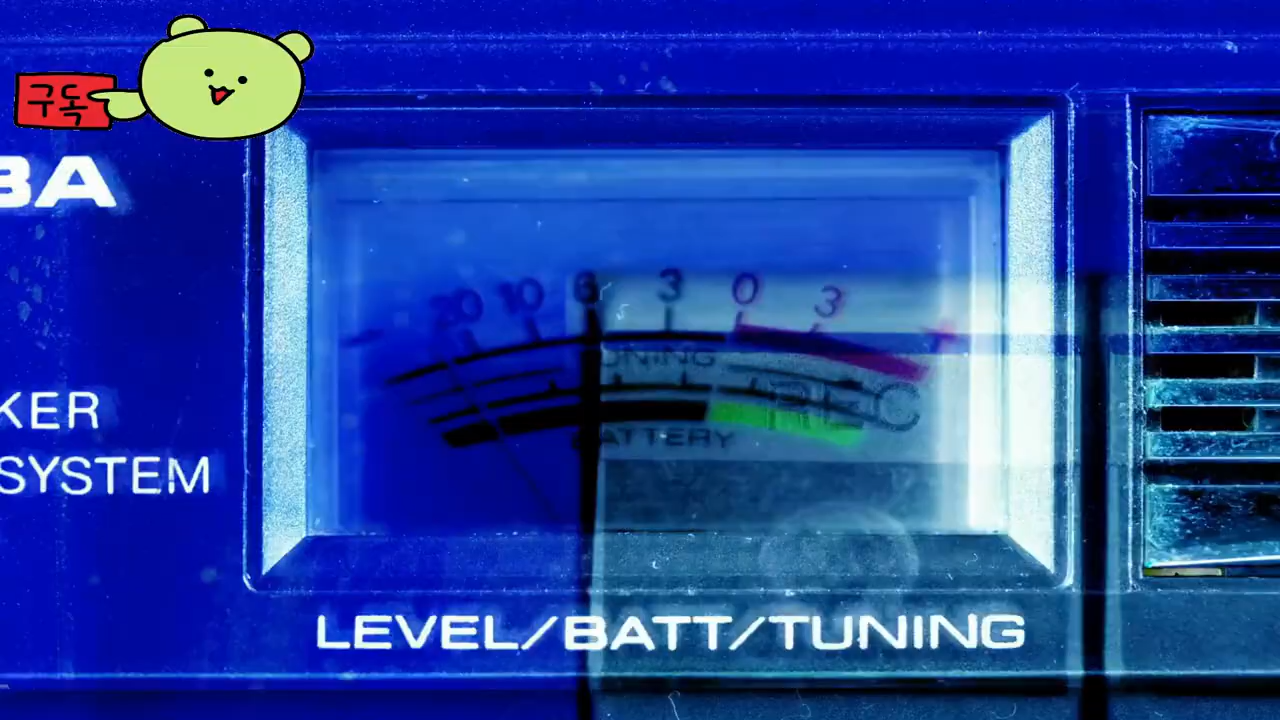 구독
BA
20 10 6 3 0 3
TUNING
REC
BATTERY
KER
SYSTEM
LEVEL/BATT/TUNING